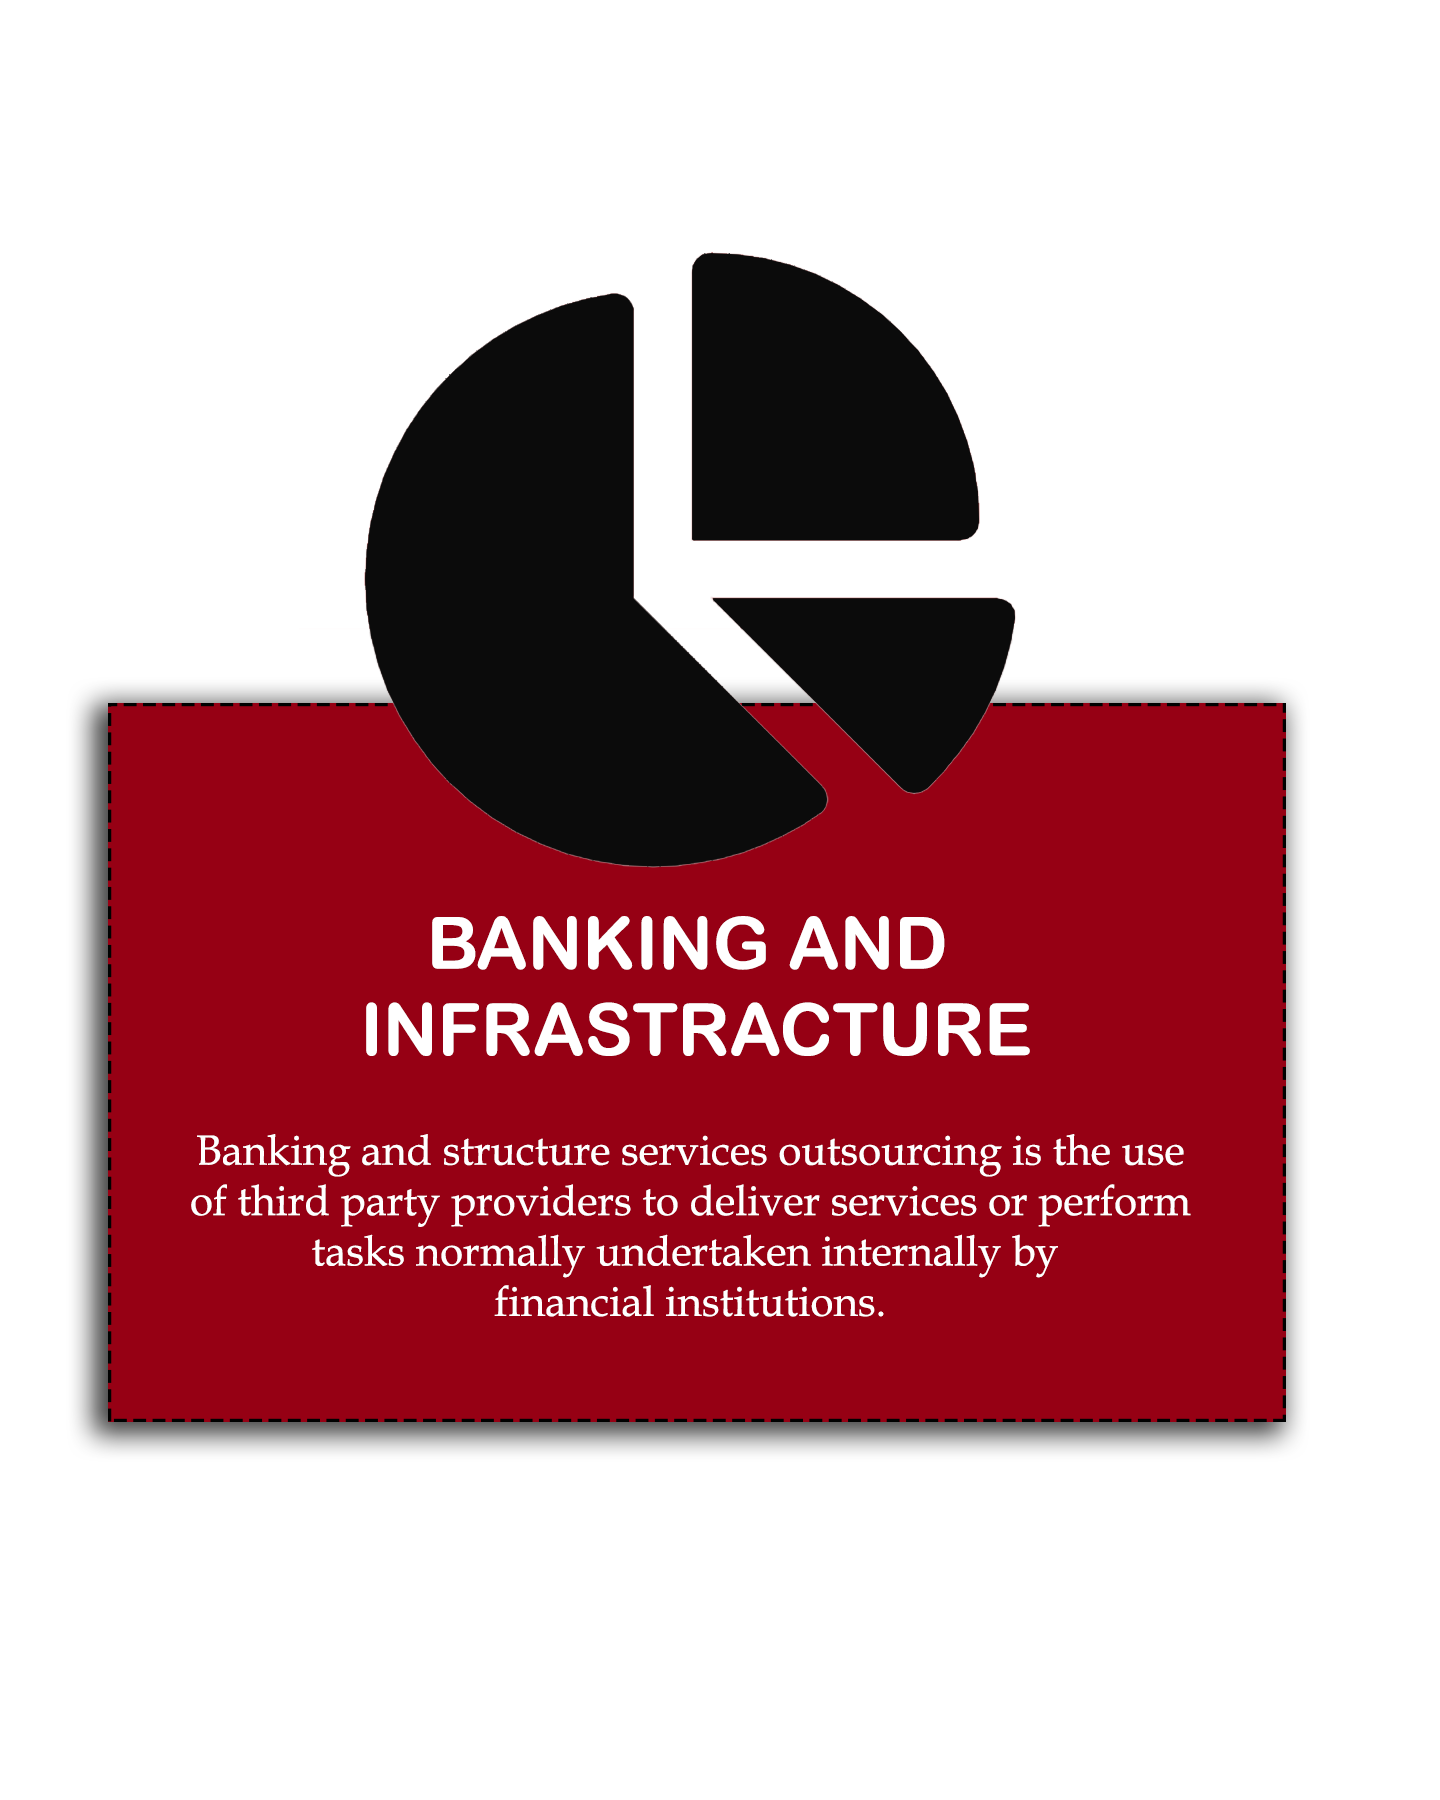 BANKING AND
INFRASTRACTURE
Banking and structure services outsourcing is the use
of third party providers to deliver services or perform
tasks normally undertaken internally by
financial institutions.